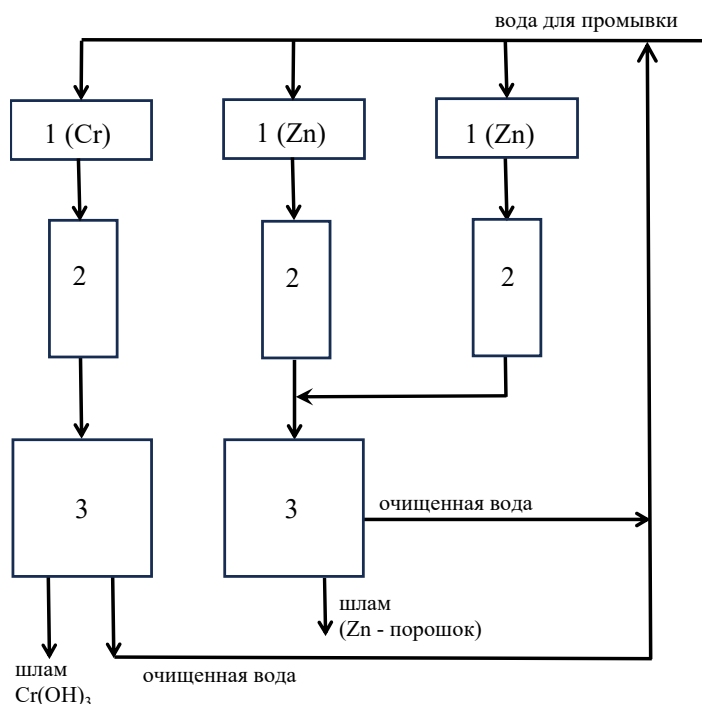 вода для промывки
1 (Cr)
1 (Zn)
1 (Zn)
2
2
2
3
3
очищенная вода
шлам
(Zn - порошок)
шлам
Cr(OH)₃
очищенная вода